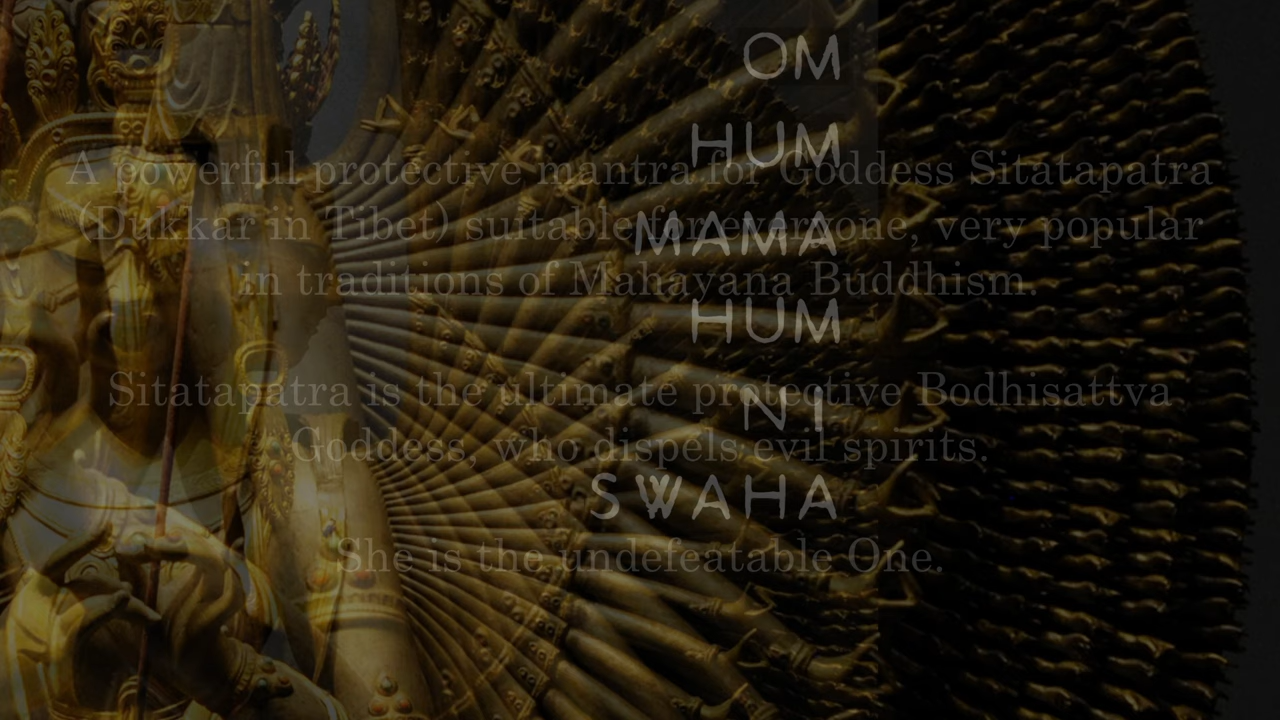 OM
HUM
MAMA
HUM
NI
SWAHA
A powerful protective mantra for Goddess Sitatapatra
(Dukkar in Tibet) suitable for everyone, very popular
in traditions of Mahayana Buddhism.
Sitatapatra is the ultimate protective Bodhisattva
Goddess, who dispels evil spirits.
She is the undefeatable One.